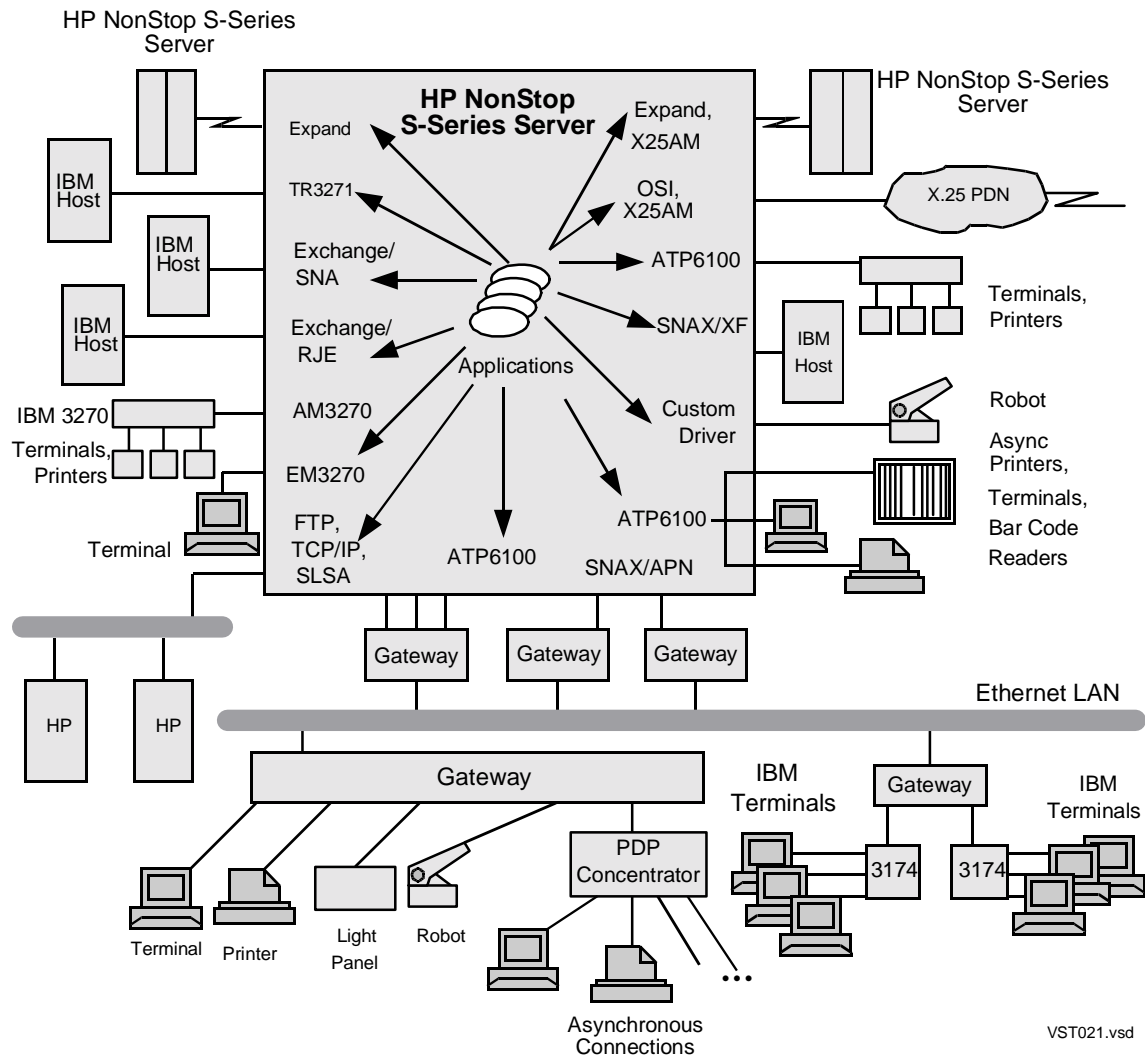 HP NonStop S-Series
Server
HP NonStop
S-Series Server
HP NonStop S-Series
Server
Expand
Expand,
X25AM
IBM
Host
TR3271
OSI,
X25AM
X.25 PDN
IBM
Host
Exchange/
SNA
ATP6100
Terminals,
Printers
IBM
Host
Exchange/
RJE
SNAX/XF
IBM
Host
Applications
IBM 3270
Terminals,
Printers
AM3270
Custom
Driver
Robot
Async
Printers,
Terminals,
Bar Code
Readers
EM3270
Terminal
FTP,
TCP/IP,
SLSA
ATP6100
ATP6100
SNAX/APN
Gateway
Gateway
Gateway
HP
HP
Ethernet LAN
Gateway
IBM
Terminals
Gateway
IBM
Terminals
PDP
Concentrator
3174
3174
Terminal
Printer
Light
Panel
Robot
...
Asynchronous
Connections
VST021.vsd